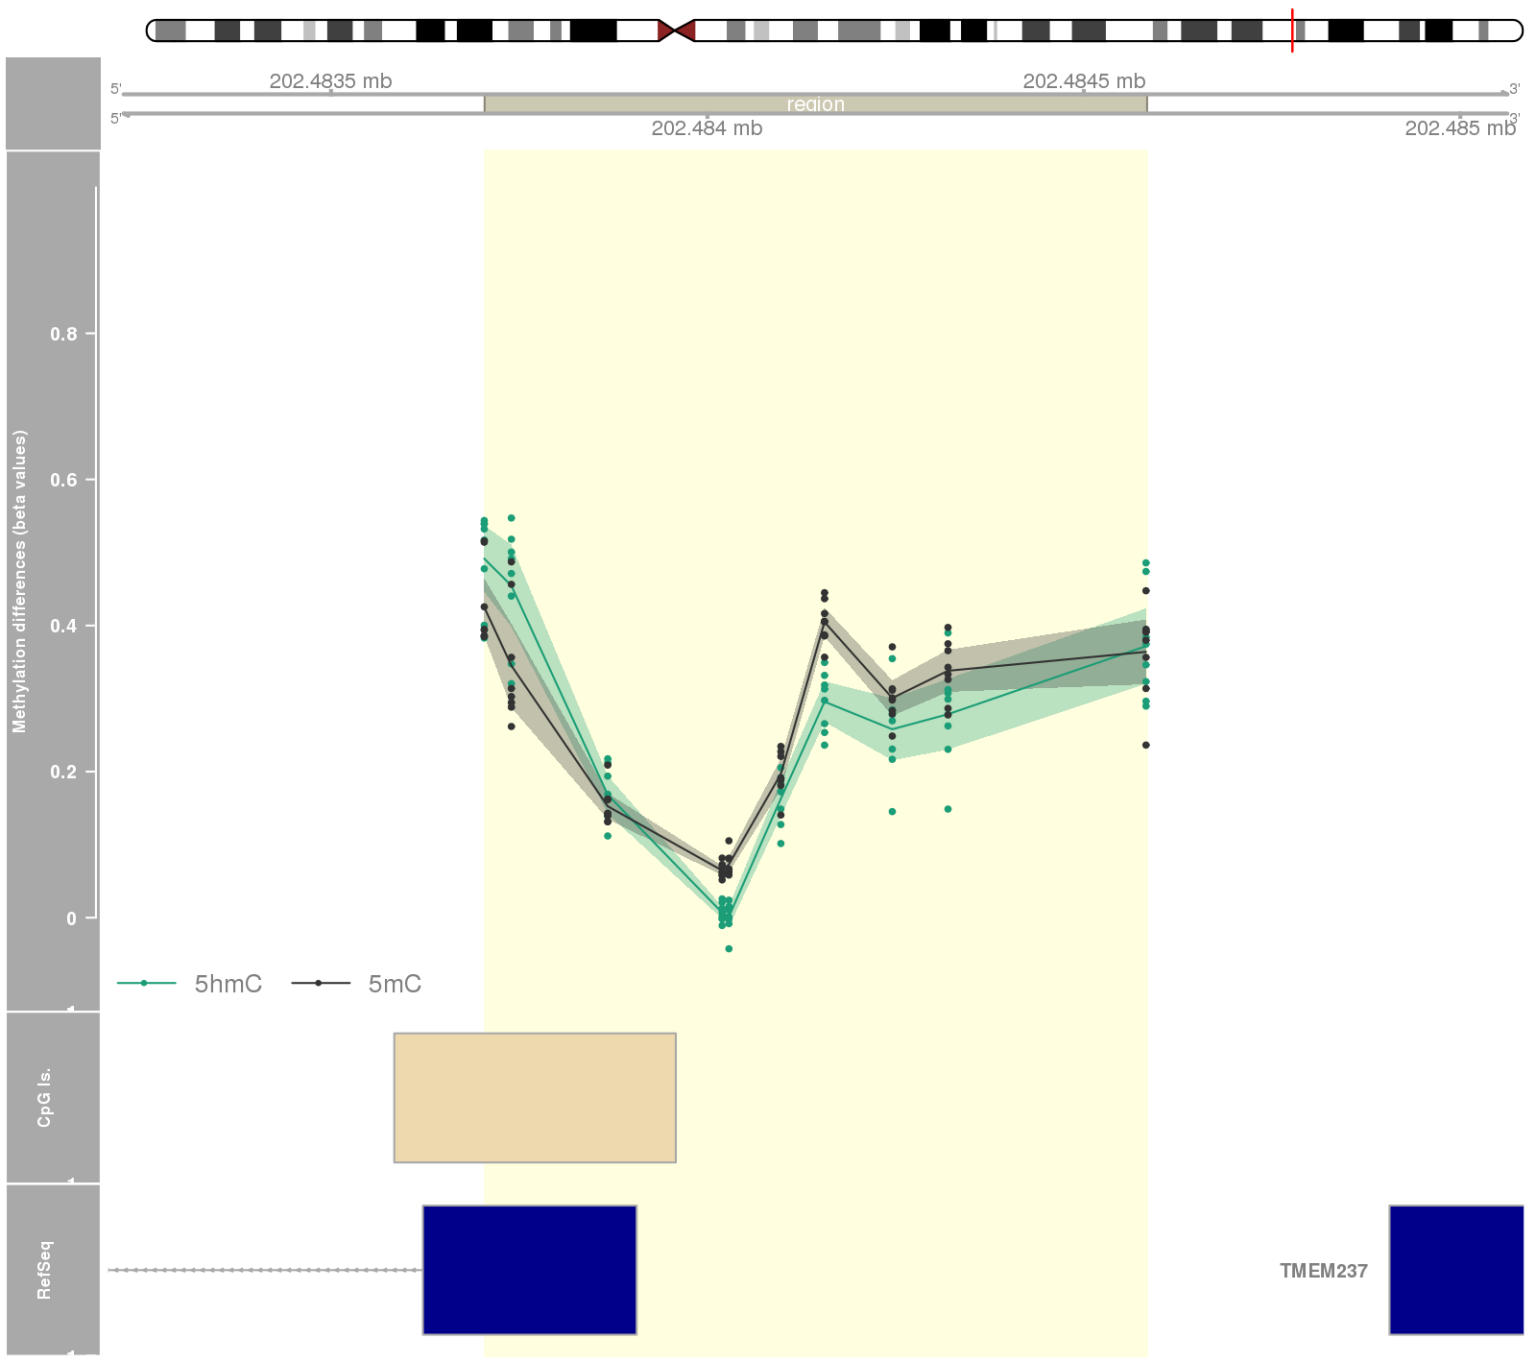 202.4835 mb
202.4845 mb
5'
3'
region
5'
3'
202.484 mb
202.485 mb
Methylation differences (beta values)
0.8
0.6
0.4
0.2
0
5hmC
5mC
CpG Is.
RefSeq
TMEM237